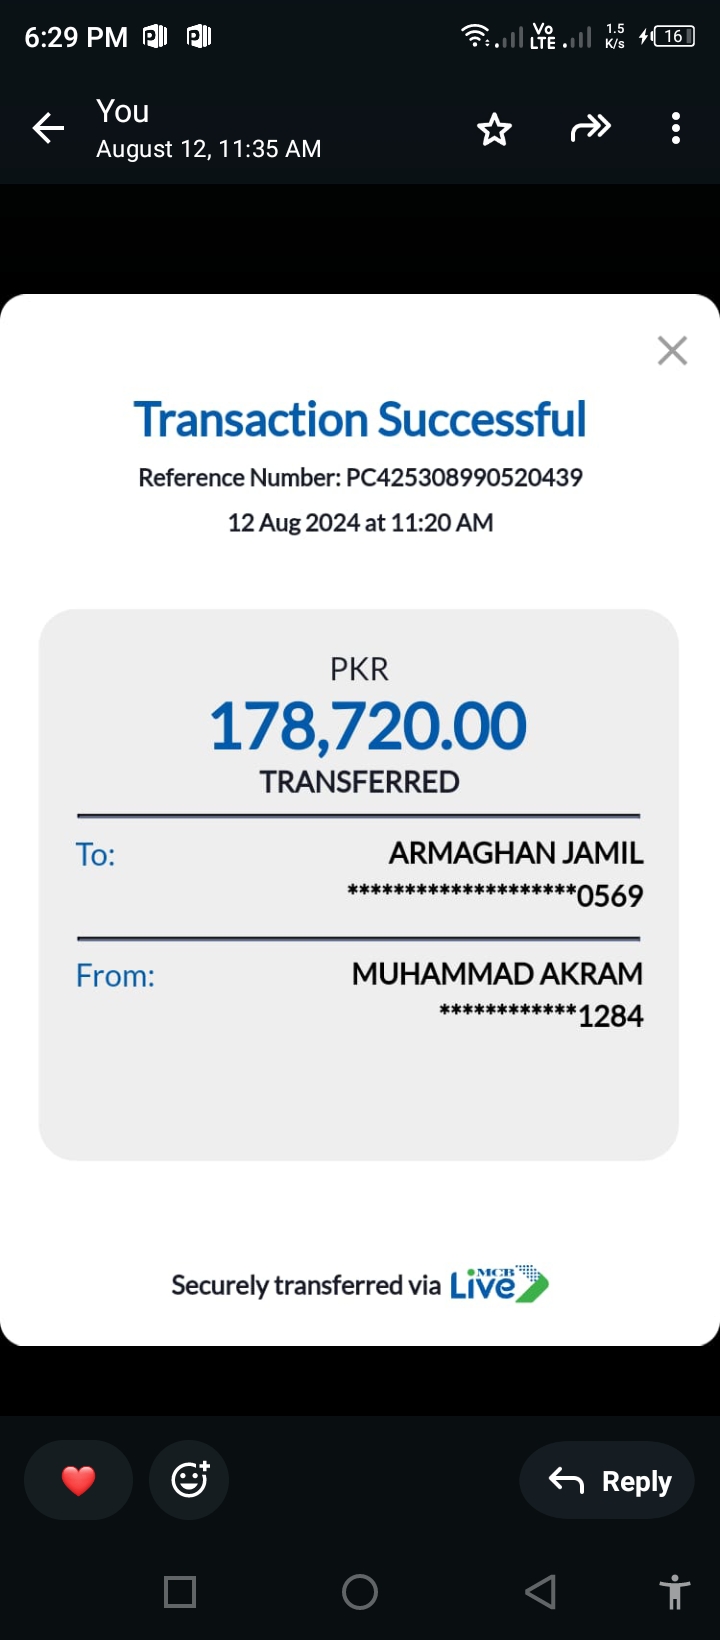 6:29 PM
Vo LTE
1.5 K/s
16
You
August 12, 11:35 AM
Transaction Successful
Reference Number: PC425308990520439
12 Aug 2024 at 11:20 AM
PKR
178,720.00
TRANSFERRED
To: ARMAGHAN JAMIL
********************0569
From: MUHAMMAD AKRAM
************1284
Securely transferred via MCB Live
Reply